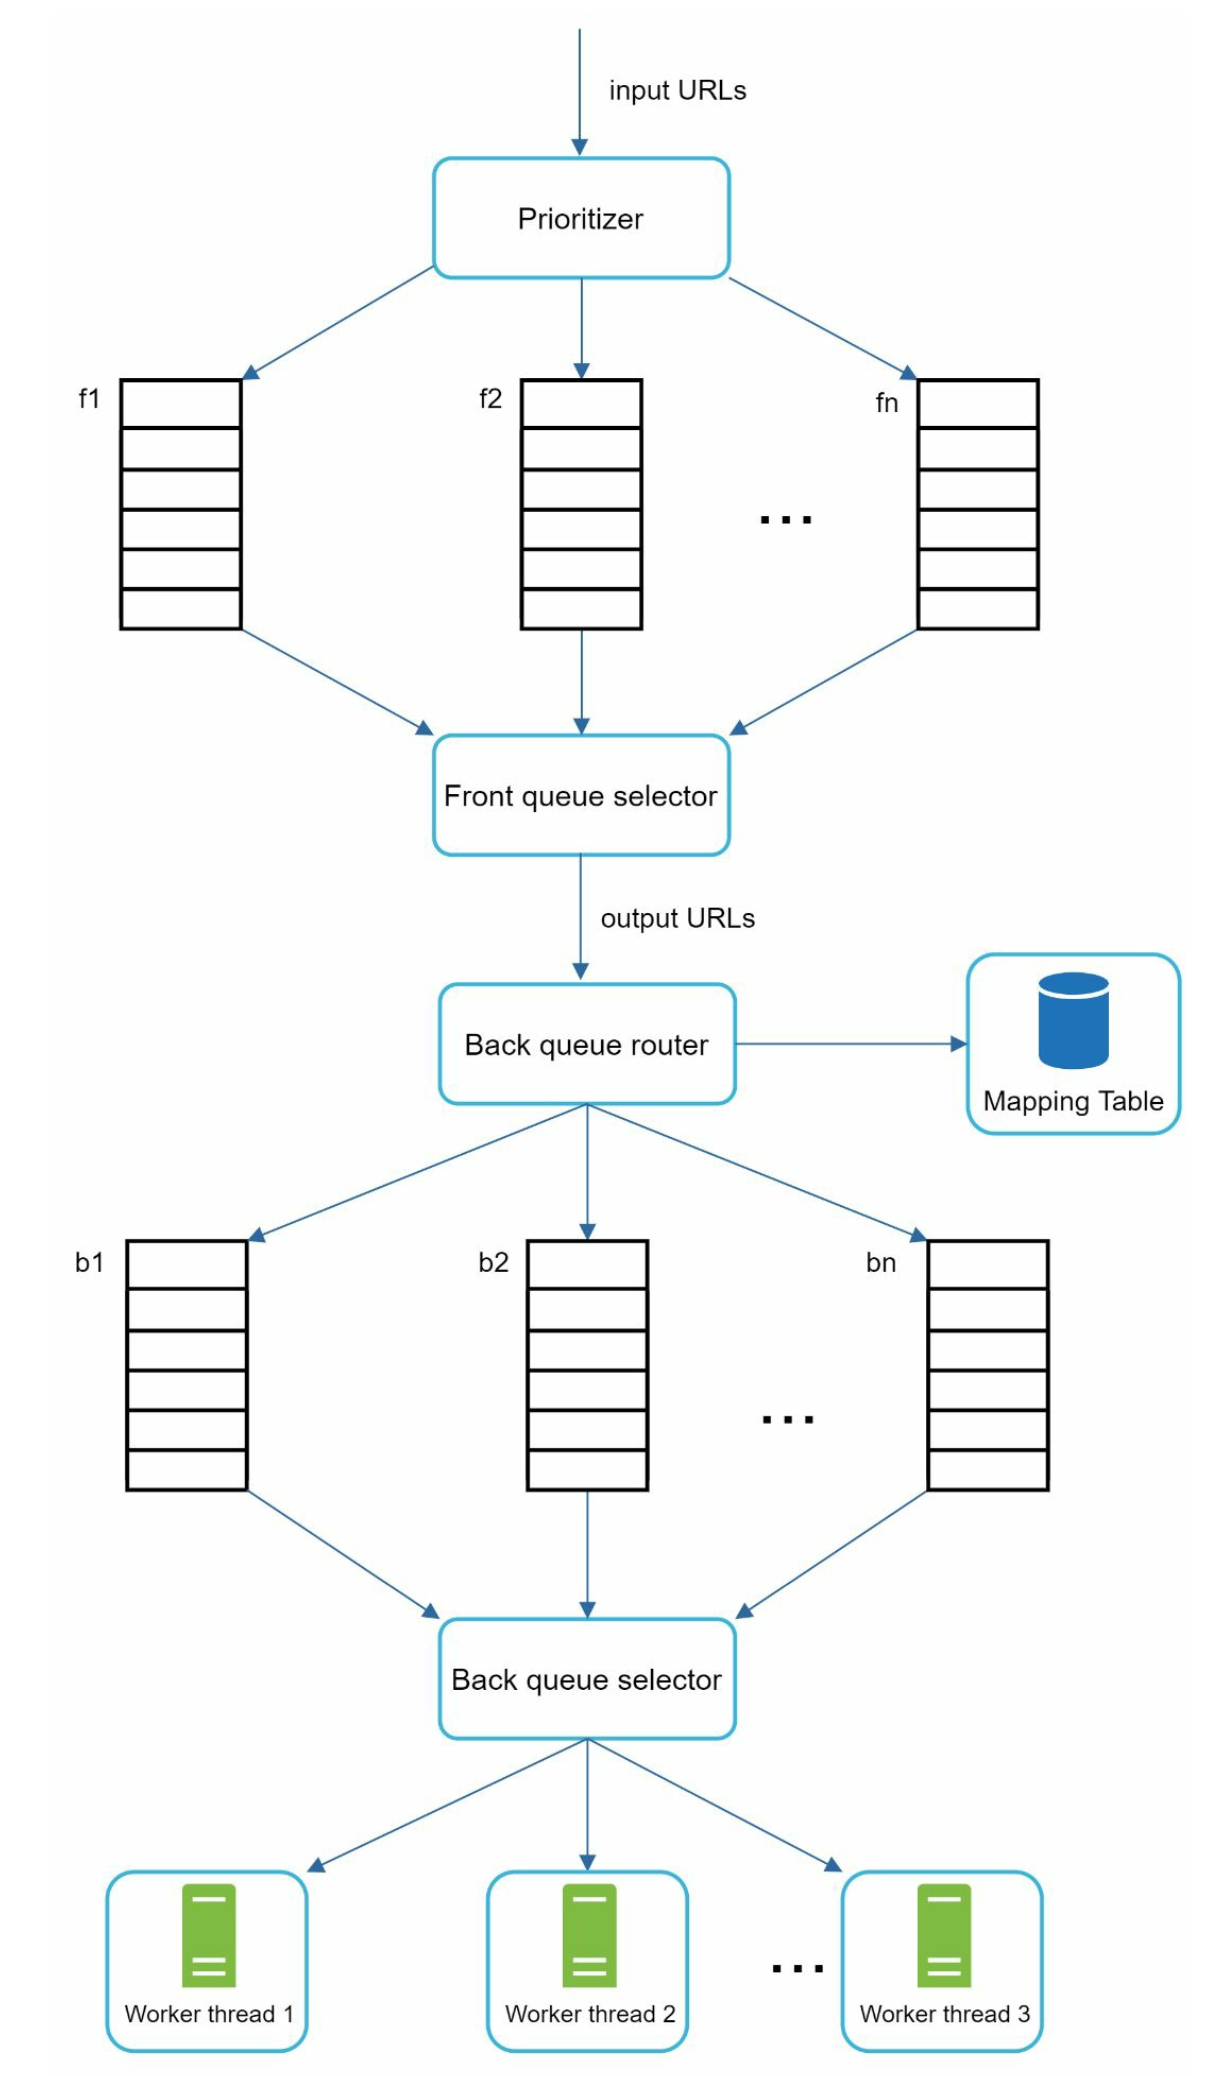 input URLs
Prioritizer
f1
f2
fn
...
Front queue selector
output URLs
Back queue router
Mapping Table
b1
b2
bn
...
Back queue selector
Worker thread 1
Worker thread 2
...
Worker thread 3